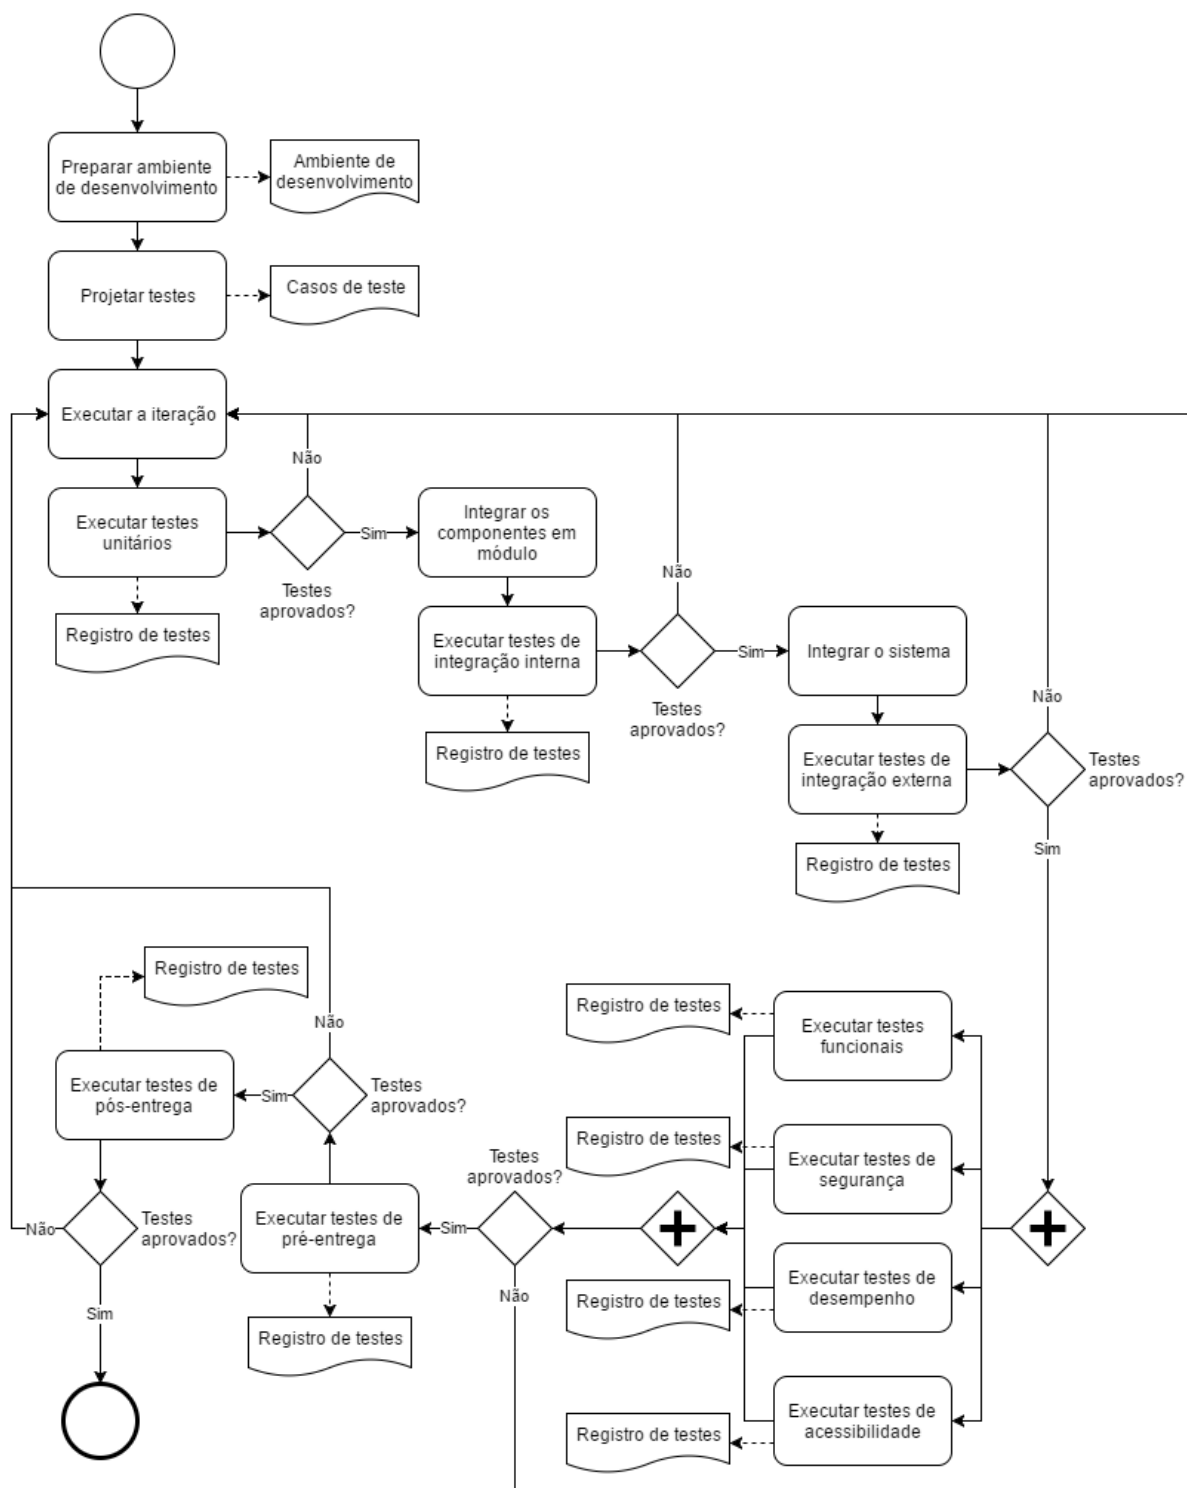 Preparar ambiente
de desenvolvimento
Ambiente de
desenvolvimento
Projetar testes
Casos de teste
Executar a iteração
Não
Executar testes
unitários
Sim
Testes
aprovados?
Registro de testes
Integrar os
componentes em
módulo
Não
Executar testes de
integração interna
Sim
Testes
aprovados?
Registro de testes
Integrar o sistema
Não
Executar testes de
integração externa
Testes
aprovados?
Sim
Registro de testes
Registro de testes
Não
Executar testes de
pós-entrega
Sim
Testes
aprovados?
Registro de testes
Executar testes
funcionais
Registro de testes
Executar testes de
segurança
Testes
aprovados?
Executar testes de
pré-entrega
Sim
Não
Testes
aprovados?
Não
Sim
Registro de testes
Registro de testes
Executar testes de
desempenho
Registro de testes
Executar testes de
acessibilidade